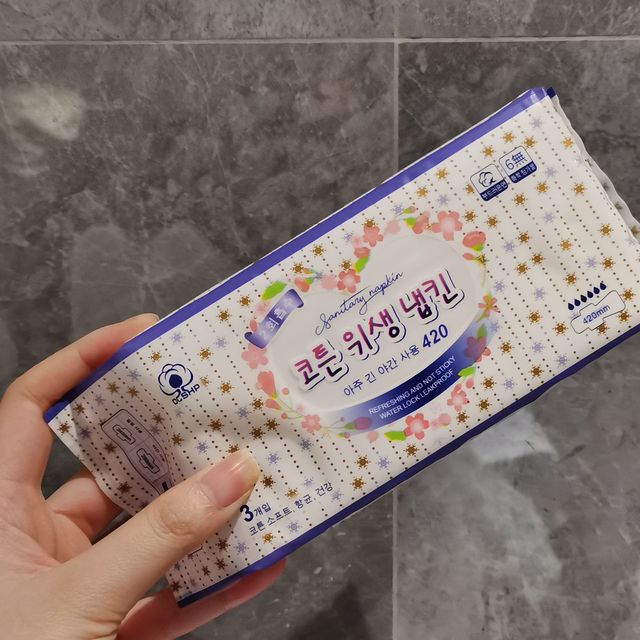 6無
Sanitary napkin
코튼 위생 냅킨
아주 긴 야간 사용 420
REFRESHING AND NOT STICKY
WATER LOCK LEAKPROOF
420mm
3개입
코튼 소프트, 항균, 건강